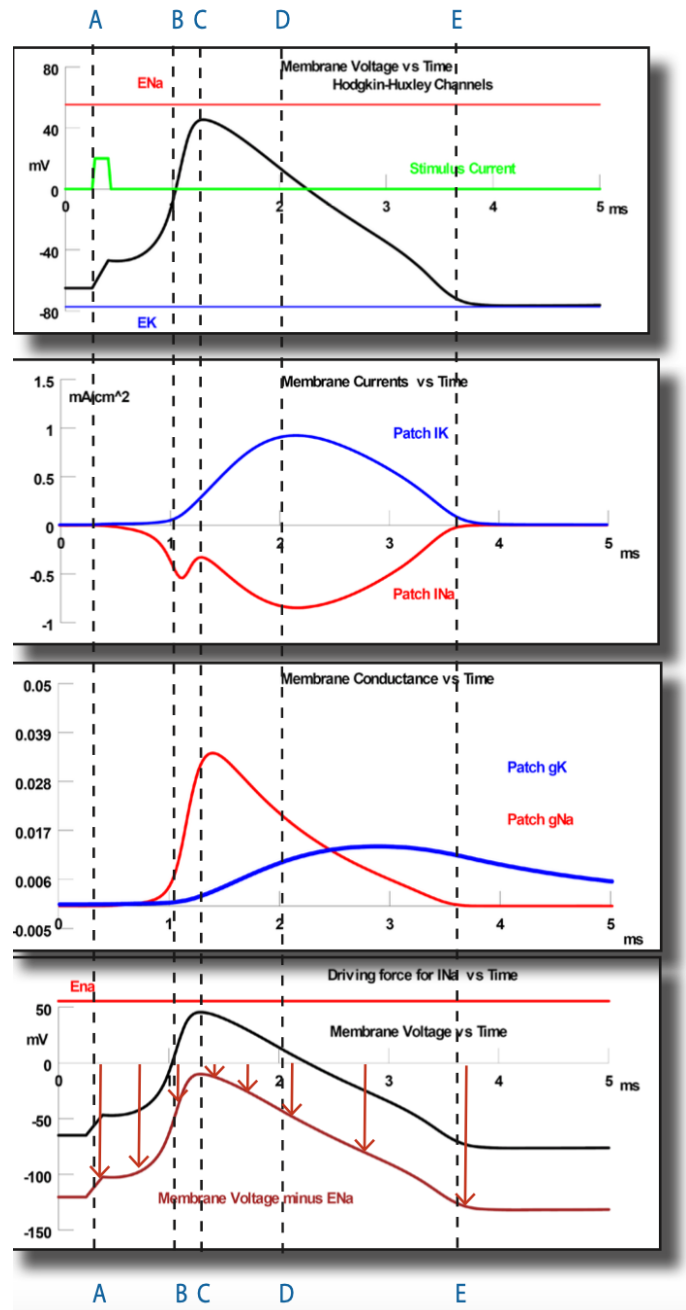 A B C D E
Membrane Voltage vs Time
Hodgkin-Huxley Channels
80
ENa
40
mV
Stimulus Current
0
0 1 2 3 4 5 ms
-40
-80
EK
1.5
Membrane Currents vs Time
mA/cm^2
1
Patch IK
0.5
0
0 1 2 3 4 5
ms
-0.5
Patch INa
-1
0.05
Membrane Conductance vs Time
0.039
Patch gK
0.028
Patch gNa
0.017
0.006
0 1 2 3 4 5
-0.005
ms
Driving force for INa vs Time
Ena
50
Membrane Voltage vs Time
mV
0
0 1 2 3 4 5 ms
-50
-100
Membrane Voltage minus ENa
-150
A B C D E